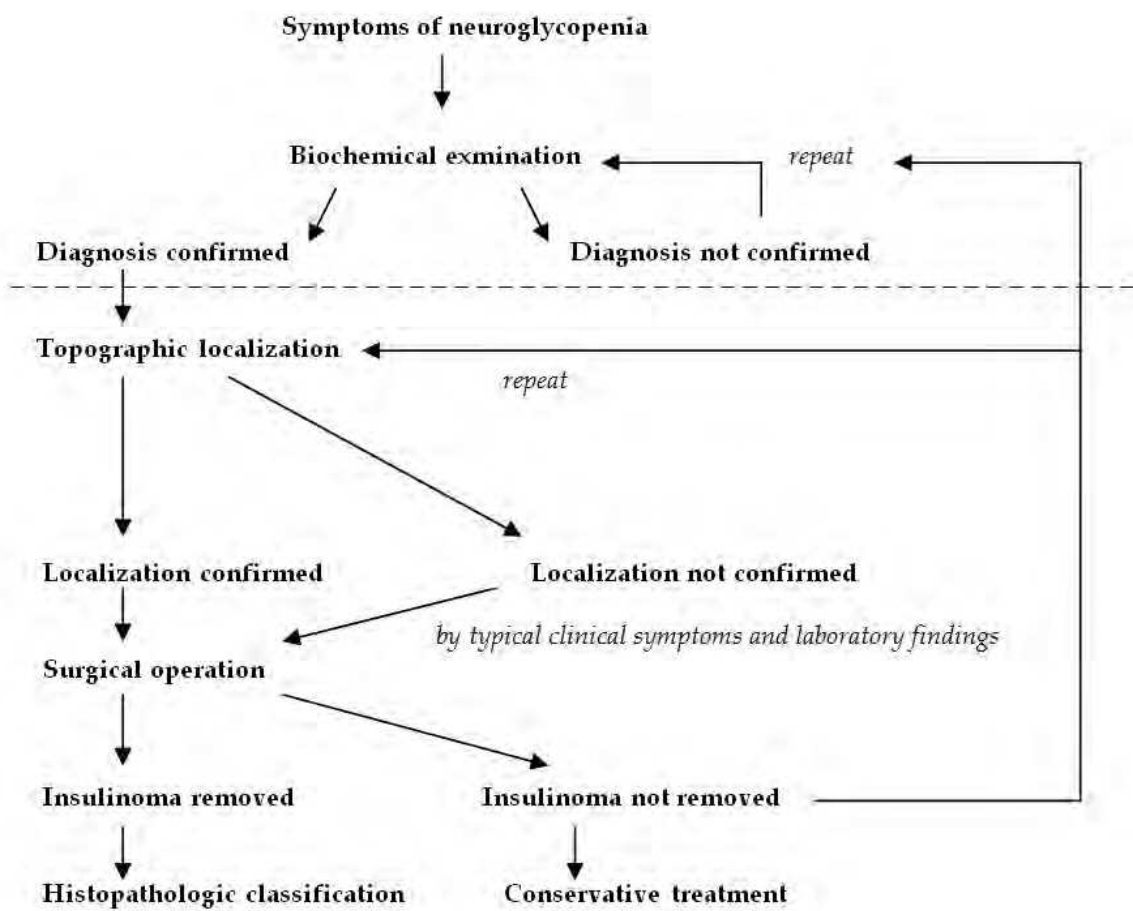 Symptoms of neuroglycopenia
Biochemical exmination
repeat
Diagnosis confirmed
Diagnosis not confirmed
Topographic localization
repeat
Localization confirmed
Localization not confirmed
by typical clinical symptoms and laboratory findings
Surgical operation
Insulinoma removed
Insulinoma not removed
Histopathologic classification
Conservative treatment